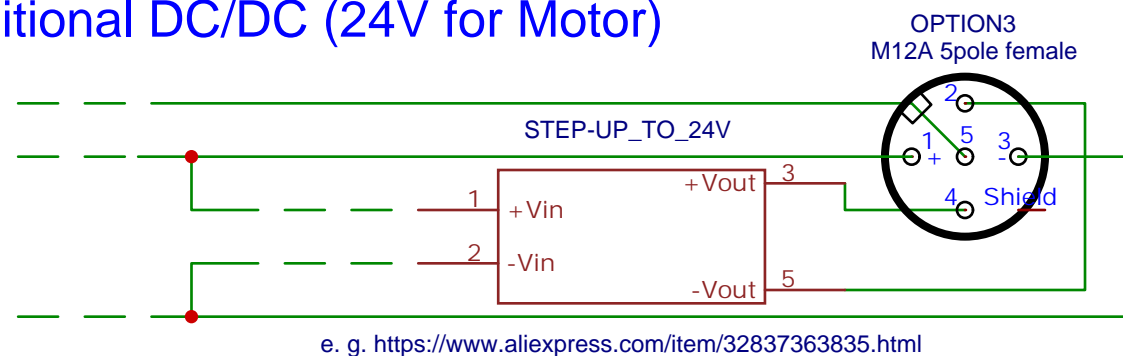 itional DC/DC (24V for Motor)
OPTION3
M12A 5pole female
STEP-UP_TO_24V
2
1
5
3
+
-
4
Shield
1
+Vin
+Vout
3
2
-Vin
-Vout
5
e. g. https://www.aliexpress.com/item/32837363835.html